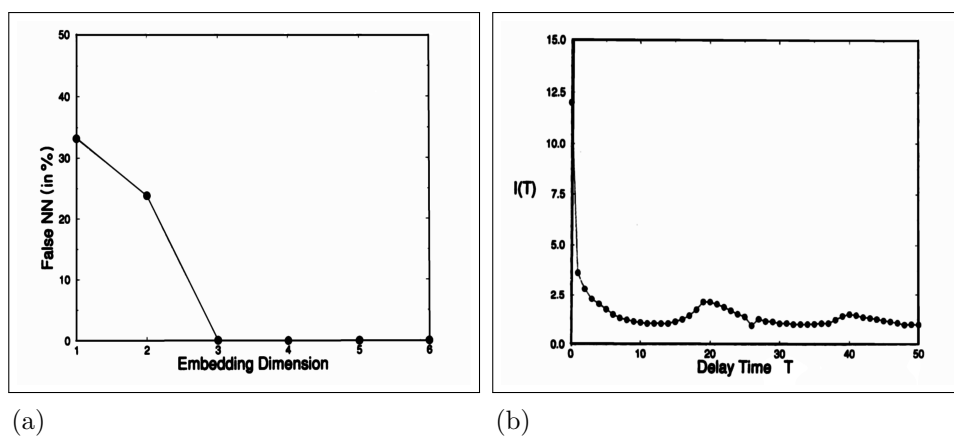 50
40
30
20
10
0
False NN (in %)
1 2 3 4 5 6
Embedding Dimension
(a)
15.0
12.5
10.0
7.5
5.0
2.5
0.0
I(T)
0 10 20 30 40 50
Delay Time T
(b)